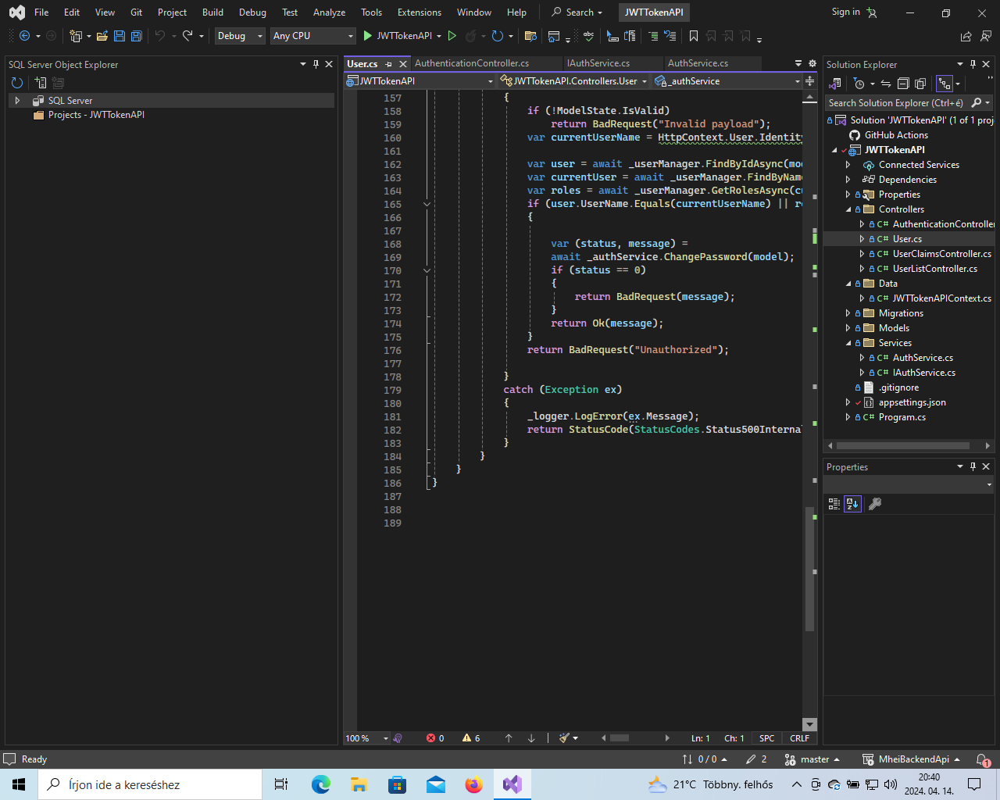 File Edit View Git Project Build Debug Test Analyze Tools Extensions Window Help Search JWTTokenAPI Sign in
Debug Any CPU JWTTokenAPI
SQL Server Object Explorer
SQL Server
Projects - JWTTokenAPI
User.cs AuthenticationController.cs IAuthService.cs AuthService.cs
JWTTokenAPI JWTTokenAPI.Controllers.User _authService
157 {
158 if (!ModelState.IsValid)
159 return BadRequest("Invalid payload");
160 var currentUserName = HttpContext.User.Identity
161
162 var user = await _userManager.FindByIdAsync(mo
163 var currentUser = await _userManager.FindByNam
164 var roles = await _userManager.GetRolesAsync(c
165 if (user.UserName.Equals(currentUserName) || r
166 {
167
168 var (status, message) =
169 await _authService.ChangePassword(model);
170 if (status == 0)
171 {
172 return BadRequest(message);
173 }
174 return Ok(message);
175 }
176 return BadRequest("Unauthorized");
177
178 }
179 catch (Exception ex)
180 {
181 _logger.LogError(ex.Message);
182 return StatusCode(StatusCodes.Status500Interna
183 }
184 }
185 }
186 }
187
188
189
100 % 0 6 Ln: 1 Ch: 1 SPC CRLF
Solution Explorer
Search Solution Explorer (Ctrl+é)
Solution 'JWTTokenAPI' (1 of 1 proj
GitHub Actions
JWTTokenAPI
Connected Services
Dependencies
Properties
Controllers
C# AuthenticationController
C# User.cs
C# UserClaimsController.cs
C# UserListController.cs
Data
C# JWTTokenAPIContext.cs
Migrations
Models
Services
C# AuthService.cs
C# IAuthService.cs
.gitignore
appsettings.json
C# Program.cs
Properties
Ready 0 / 0 2 master MheiBackendApi 1
Írjon ide a kereséshez 21°C Többny. felhős 20:40
2024. 04. 14.